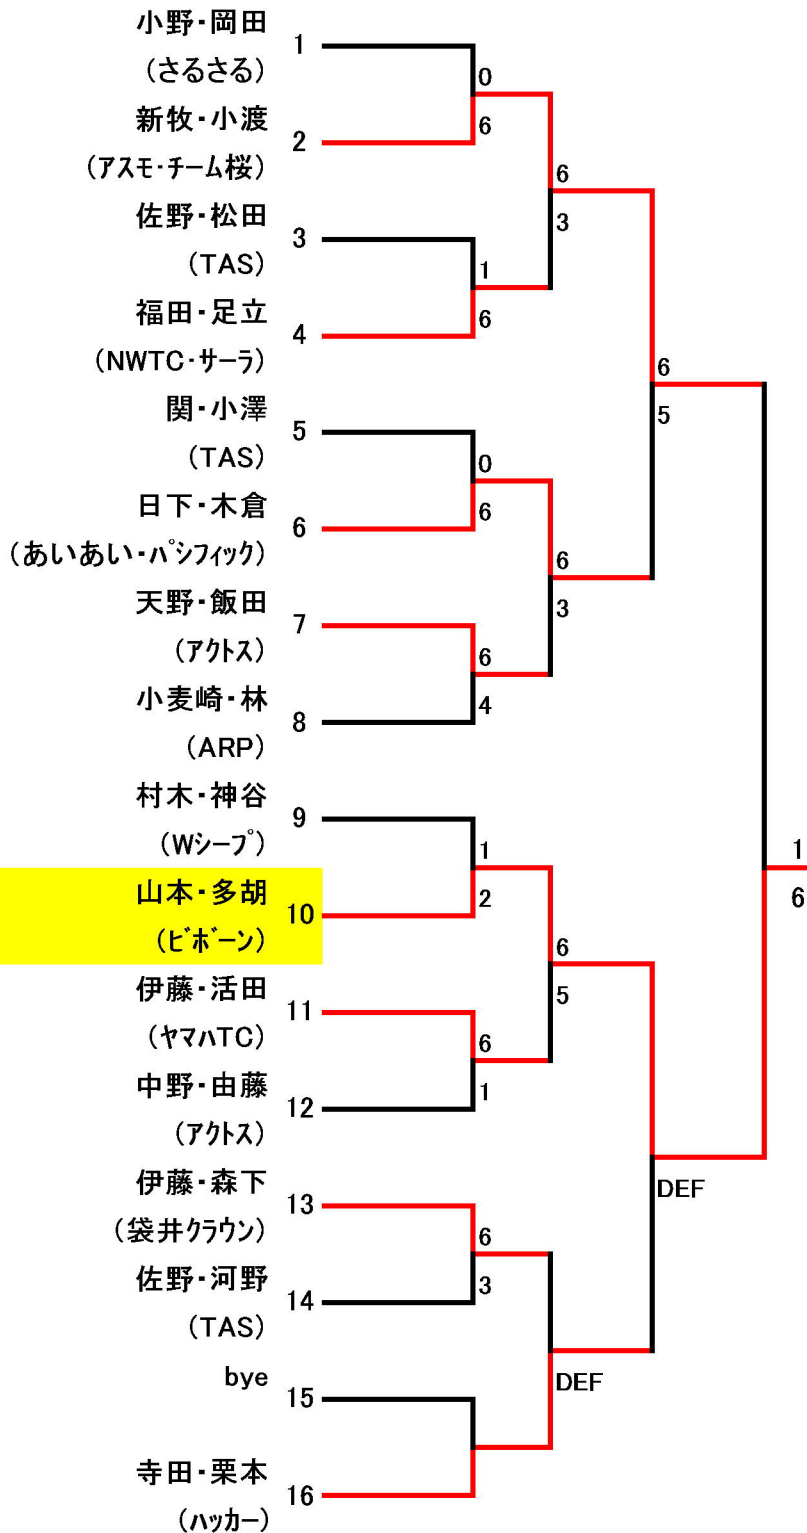 小野・岡田
1
(さるさる)
0
新牧・小渡
6
2
(アスモ・チーム桜)
6
佐野・松田
3
3
(TAS)
1
福田・足立
6
4
(NWTC・サーラ)
6
関・小澤
5
5
(TAS)
0
日下・木倉
6
6
(あいあい・パシフィック)
6
天野・飯田
3
7
(アクトス)
6
小麦崎・林
4
8
(ARP)
村木・神谷
9
(Wシープ)
1
1
山本・多胡
2
6
10
(ビボーン)
6
伊藤・活田
5
11
(ヤマハTC)
6
中野・由藤
1
12
(アクトス)
伊藤・森下
DEF
13
(袋井クラウン)
6
佐野・河野
3
14
(TAS)
bye
DEF
15
寺田・栗本
16
(ハッカー)